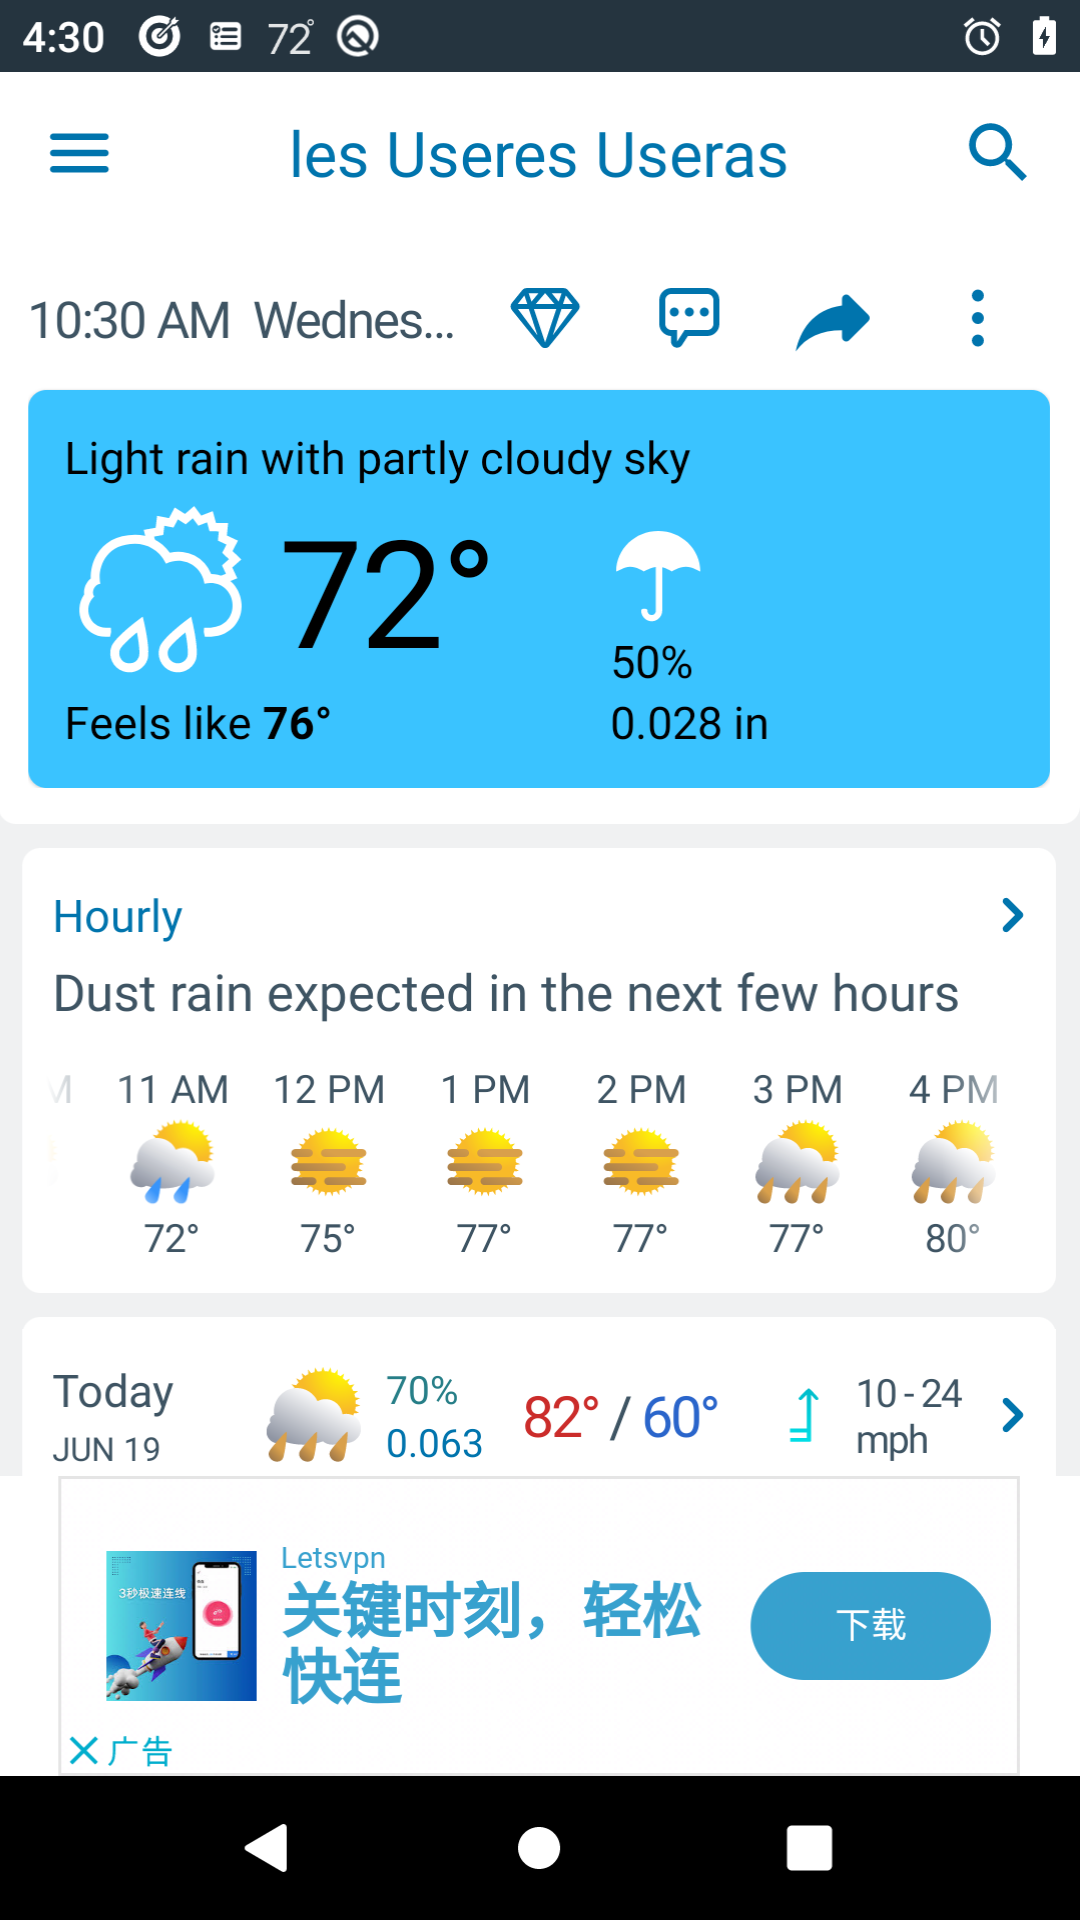 4:30 72°
les Useres Useras
10:30 AM Wednes...
Light rain with partly cloudy sky
72°
50%
Feels like 76° 0.028 in
Hourly
Dust rain expected in the next few hours
M 11 AM 12 PM 1 PM 2 PM 3 PM 4 PM
72° 75° 77° 77° 77° 80°
Today 70% 82° / 60° 10 - 24
JUN 19 0.063 mph
Letsvpn
3秒极速连线
关键时刻，轻松
快连
下载
广告